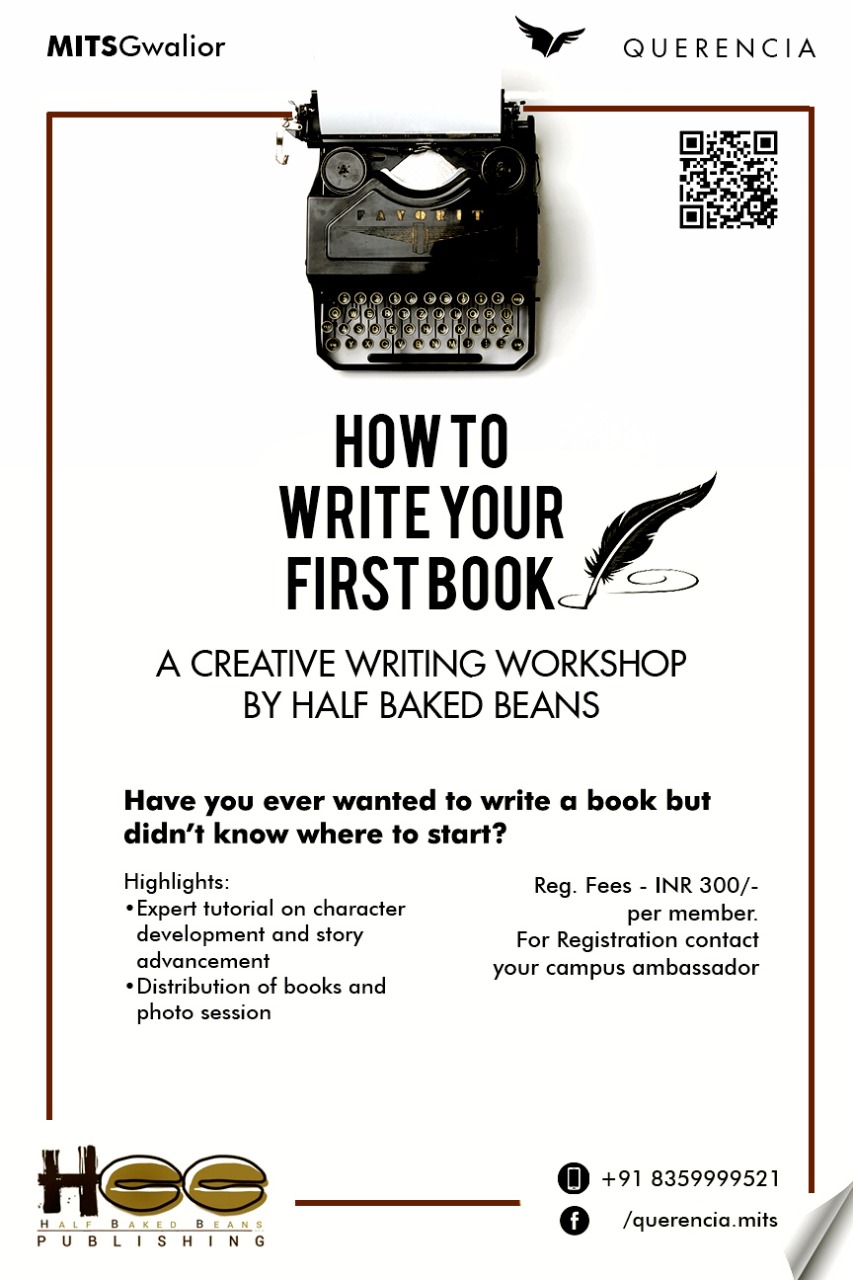 MITSGwalior
QUERENCIA
FAVORIT
HOW TO
WRITE YOUR
FIRST BOOK
A CREATIVE WRITING WORKSHOP
BY HALF BAKED BEANS
Have you ever wanted to write a book but
didn't know where to start?
Highlights:
•Expert tutorial on character
development and story
advancement
•Distribution of books and
photo session
Reg. Fees - INR 300/-
per member.
For Registration contact
your campus ambassador
HALF BAKED BEANS
PUBLISHING
+91 8359999521
/querencia.mits